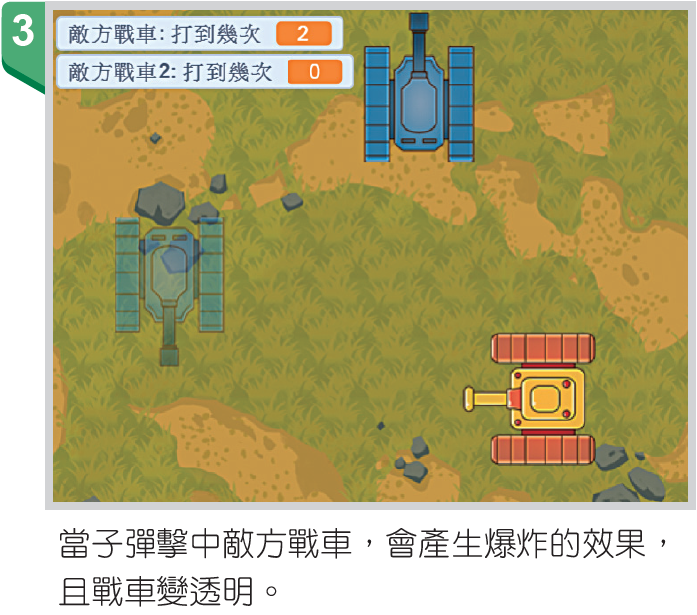 3
敵方戰車: 打到幾次 2
敵方戰車2: 打到幾次 0
當子彈擊中敵方戰車，會產生爆炸的效果，
且戰車變透明。